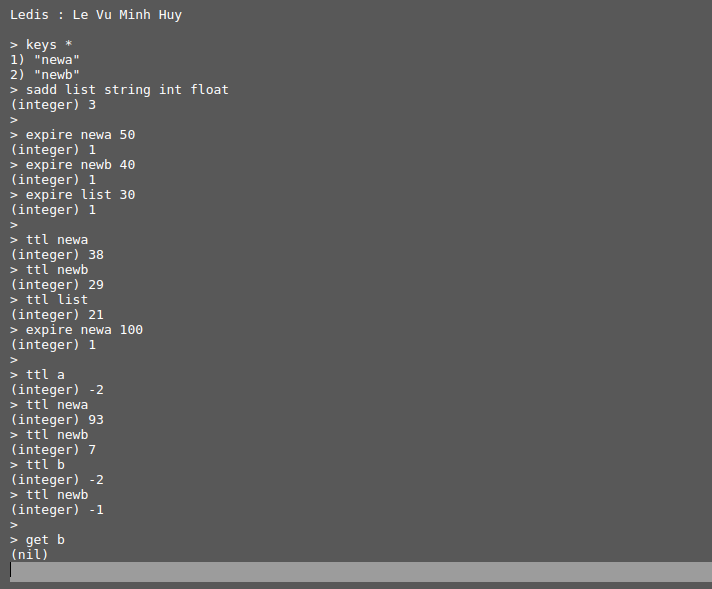 Ledis : Le Vu Minh Huy
> keys *
1) "newa"
2) "newb"
> sadd list string int float
(integer) 3
>
> expire newa 50
(integer) 1
> expire newb 40
(integer) 1
> expire list 30
(integer) 1
>
> ttl newa
(integer) 38
> ttl newb
(integer) 29
> ttl list
(integer) 21
> expire newa 100
(integer) 1
>
> ttl a
(integer) -2
> ttl newa
(integer) 93
> ttl newb
(integer) 7
> ttl b
(integer) -2
> ttl newb
(integer) -1
>
> get b
(nil)